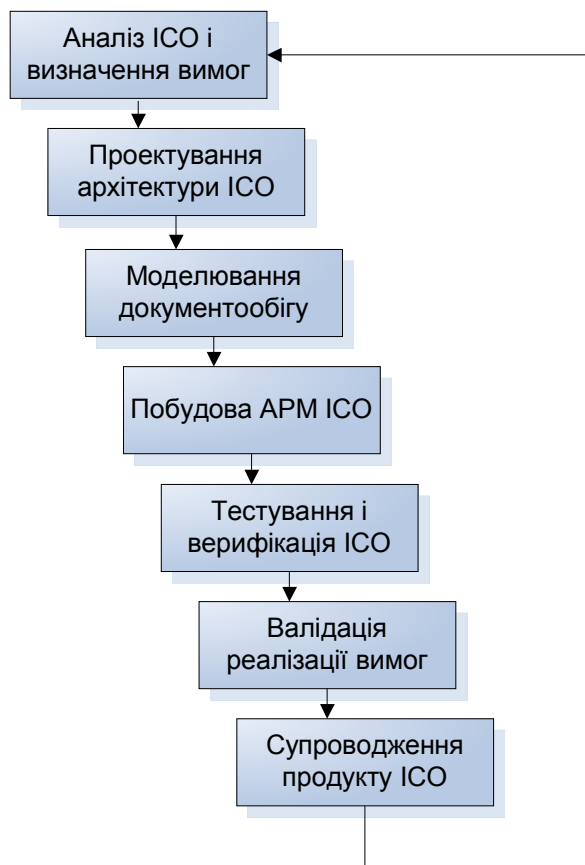 Аналіз ІСО і
визначення вимог
Проектування
архітектури ІСО
Моделювання
документообігу
Побудова АРМ ІСО
Тестування і
верифікація ІСО
Валідація
реалізації вимог
Супроводження
продукту ІСО